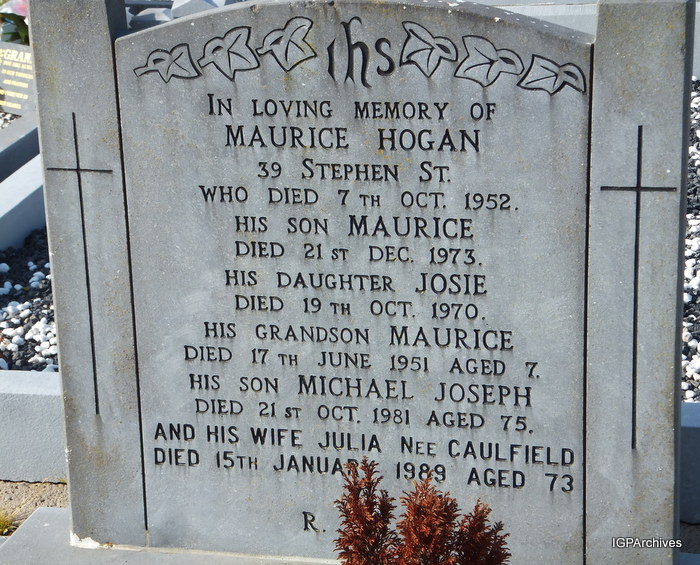 ihs
IN LOVING MEMORY OF
MAURICE HOGAN
39 STEPHEN ST.
WHO DIED 7TH OCT. 1952.
HIS SON MAURICE
DIED 21ST DEC. 1973.
HIS DAUGHTER JOSIE
DIED 19TH OCT. 1970.
HIS GRANDSON MAURICE
DIED 17TH JUNE 1951 AGED 7.
HIS SON MICHAEL JOSEPH
DIED 21ST OCT. 1981 AGED 75.
AND HIS WIFE JULIA NEE CAULFIELD
DIED 15TH JANUARY 1989 AGED 73
R.
IGPArchives